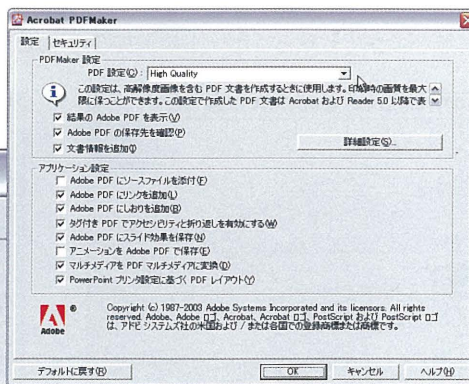 Acrobat PDFMaker
設定 セキュリティ
PDFMaker 設定
PDF 設定(C): High Quality
この設定は、高解像度画像を含む PDF 文書を作成するときに使用します。印刷時の画質を最大
限に保つことができます。この設定で作成した PDF 文書は Acrobat および Reader 5.0 以降で表
結果の Adobe PDF を表示(V)
Adobe PDF の保存先を確認(P)
文書情報を追加(I)
詳細設定(S)...
アプリケーション設定
Adobe PDF にソースファイルを添付(F)
Adobe PDF にリンクを追加(L)
Adobe PDF にしおりを追加(B)
タグ付き PDF でアクセシビリティと折り返しを有効にする(W)
Adobe PDF にスライド効果を保存(N)
アニメーションを Adobe PDF で保存(E)
マルチメディアを PDF マルチメディアに変換(D)
PowerPoint プリンタ設定に基づく PDF レイアウト(Y)
Adobe
Copyright (c) 1987-2003 Adobe Systems Incorporated and its licensors. All rights
reserved. Adobe, Adobe ロゴ, Acrobat, Acrobat ロゴ, PostScript および PostScript ロゴ
は、アドビ システムズ社の米国および / または各国での登録商標または商標です。
デフォルトに戻す(R) OK キャンセル ヘルプ(H)